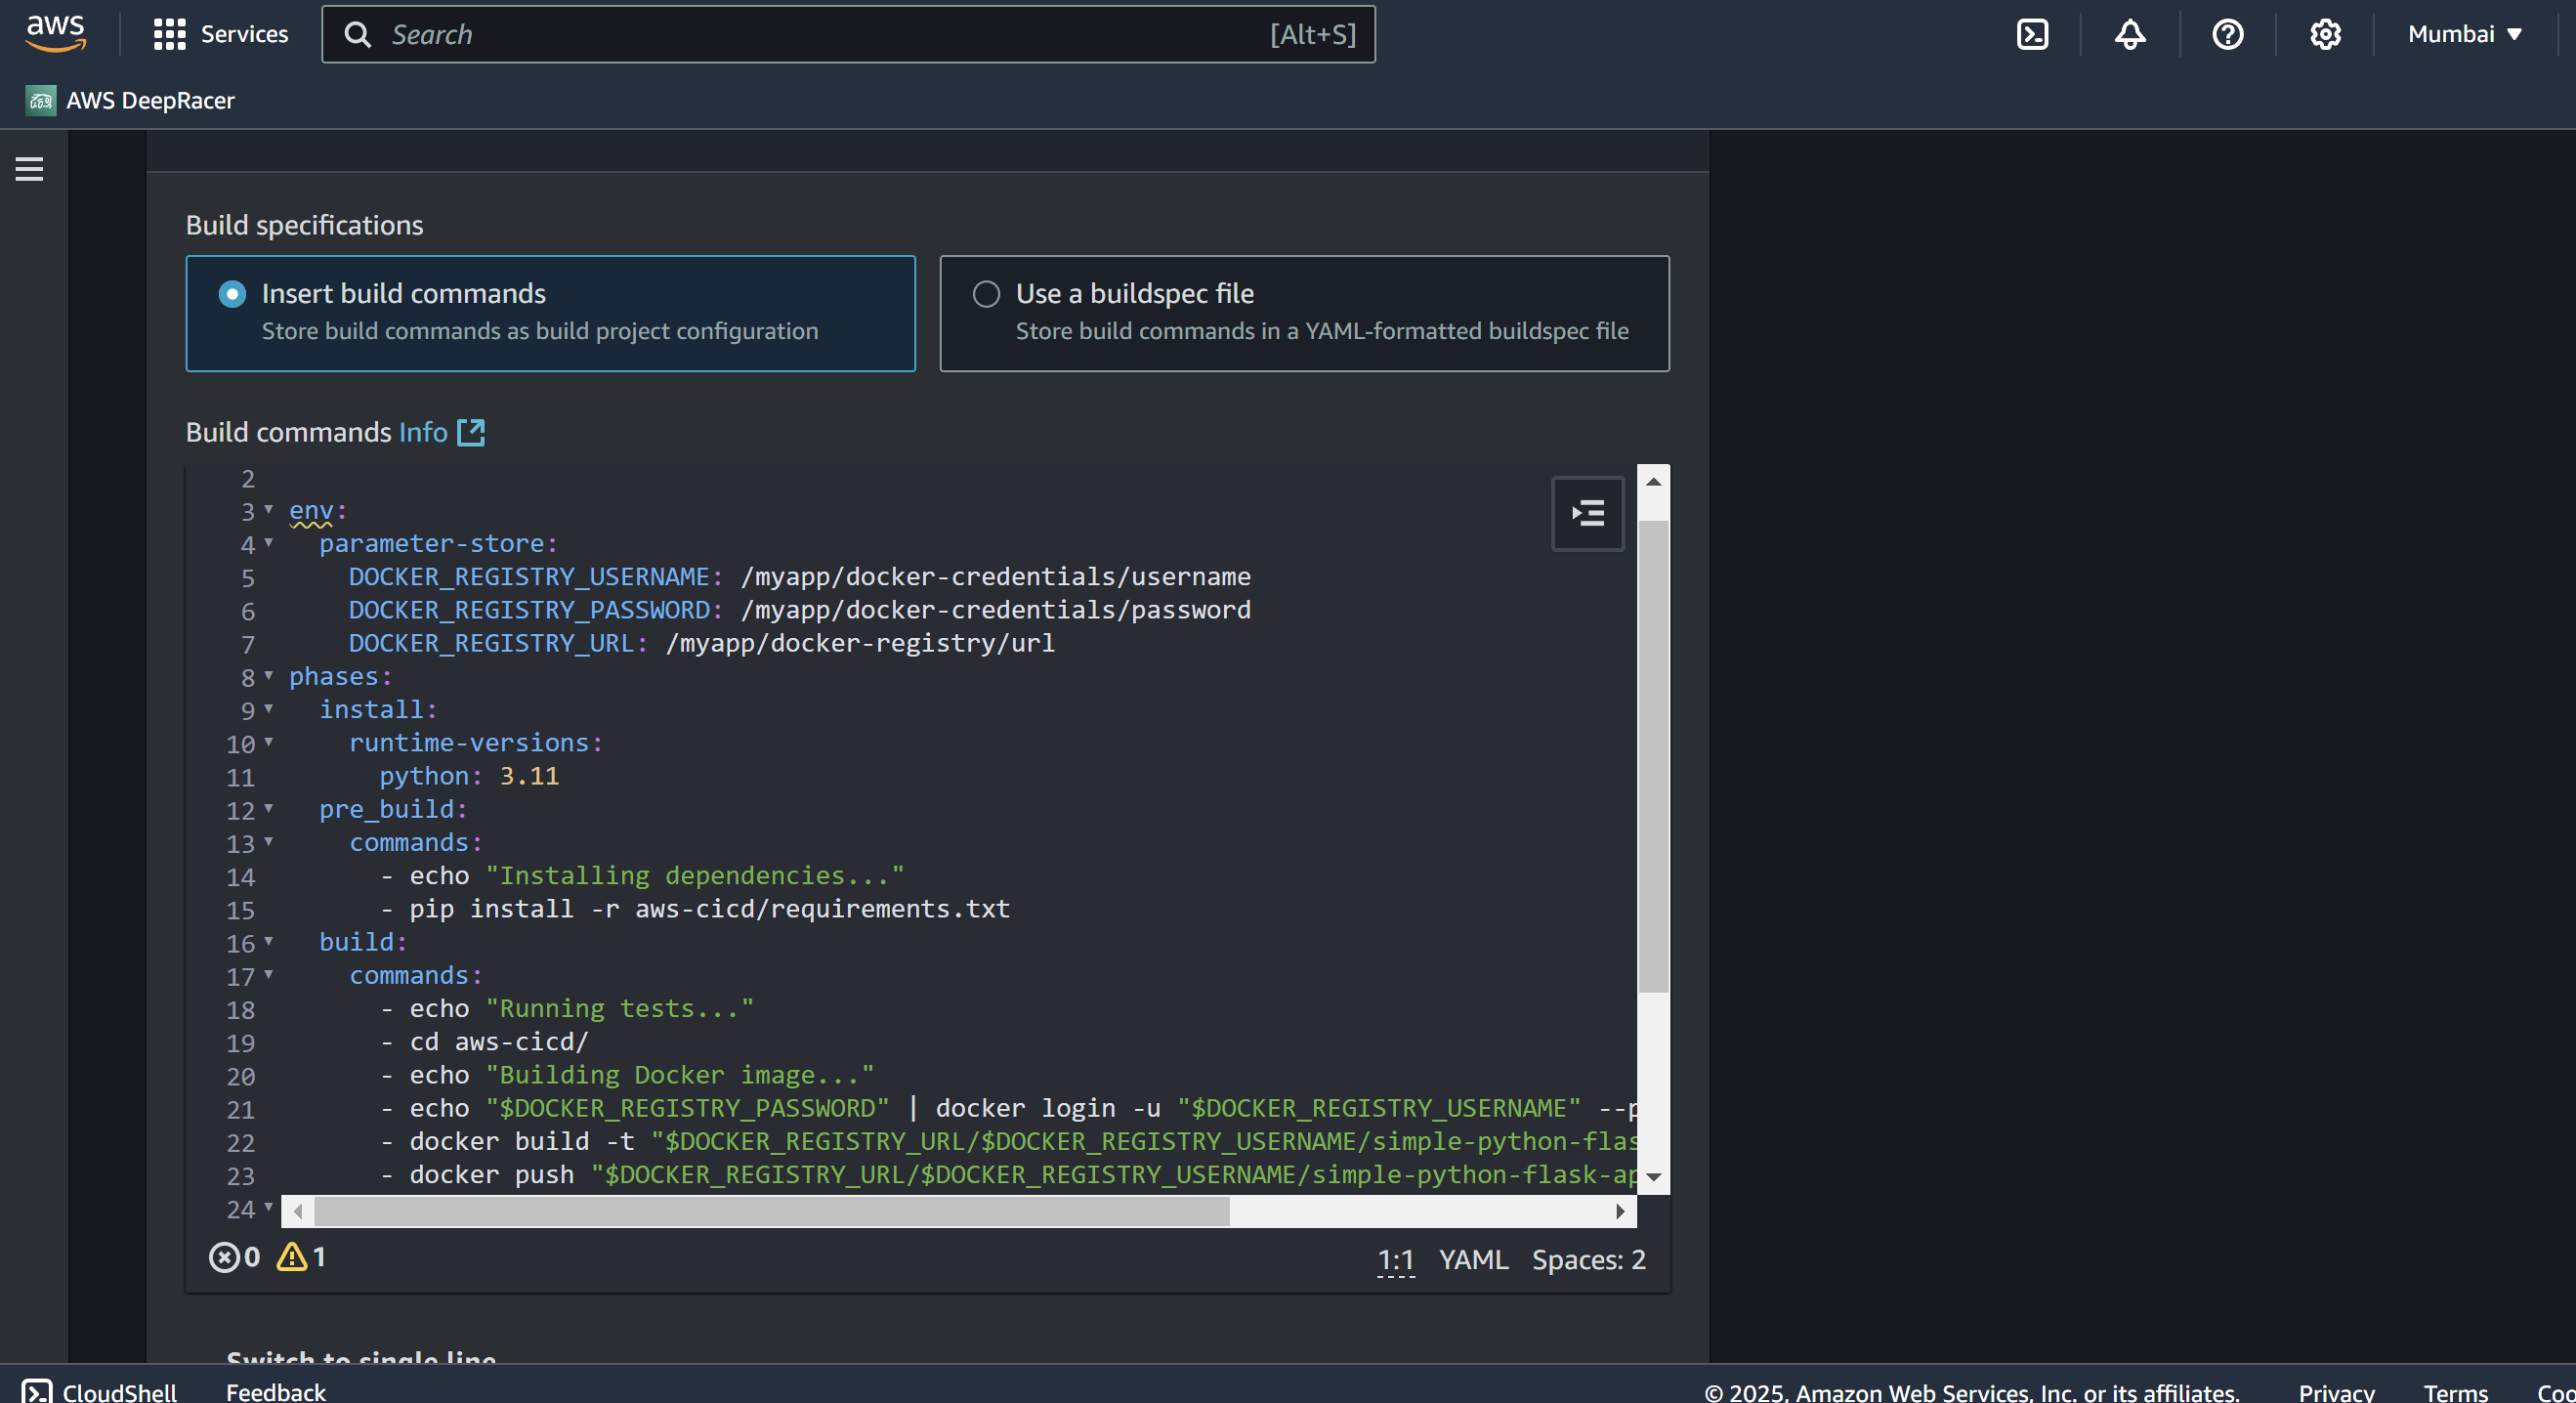 aws
Services
Search [Alt+S]
Mumbai
AWS DeepRacer
Build specifications
Insert build commands
Store build commands as build project configuration
Use a buildspec file
Store build commands in a YAML-formatted buildspec file
Build commands Info
2
3 env:
4 parameter-store:
5 DOCKER_REGISTRY_USERNAME: /myapp/docker-credentials/username
6 DOCKER_REGISTRY_PASSWORD: /myapp/docker-credentials/password
7 DOCKER_REGISTRY_URL: /myapp/docker-registry/url
8 phases:
9 install:
10 runtime-versions:
11 python: 3.11
12 pre_build:
13 commands:
14 - echo "Installing dependencies..."
15 - pip install -r aws-cicd/requirements.txt
16 build:
17 commands:
18 - echo "Running tests..."
19 - cd aws-cicd/
20 - echo "Building Docker image..."
21 - echo "$DOCKER_REGISTRY_PASSWORD" | docker login -u "$DOCKER_REGISTRY_USERNAME" --p
22 - docker build -t "$DOCKER_REGISTRY_URL/$DOCKER_REGISTRY_USERNAME/simple-python-flas
23 - docker push "$DOCKER_REGISTRY_URL/$DOCKER_REGISTRY_USERNAME/simple-python-flask-ap
24
0 1
1:1 YAML Spaces: 2
Switch to single line
CloudShell
Feedback
© 2025, Amazon Web Services, Inc. or its affiliates.
Privacy
Terms
Coo